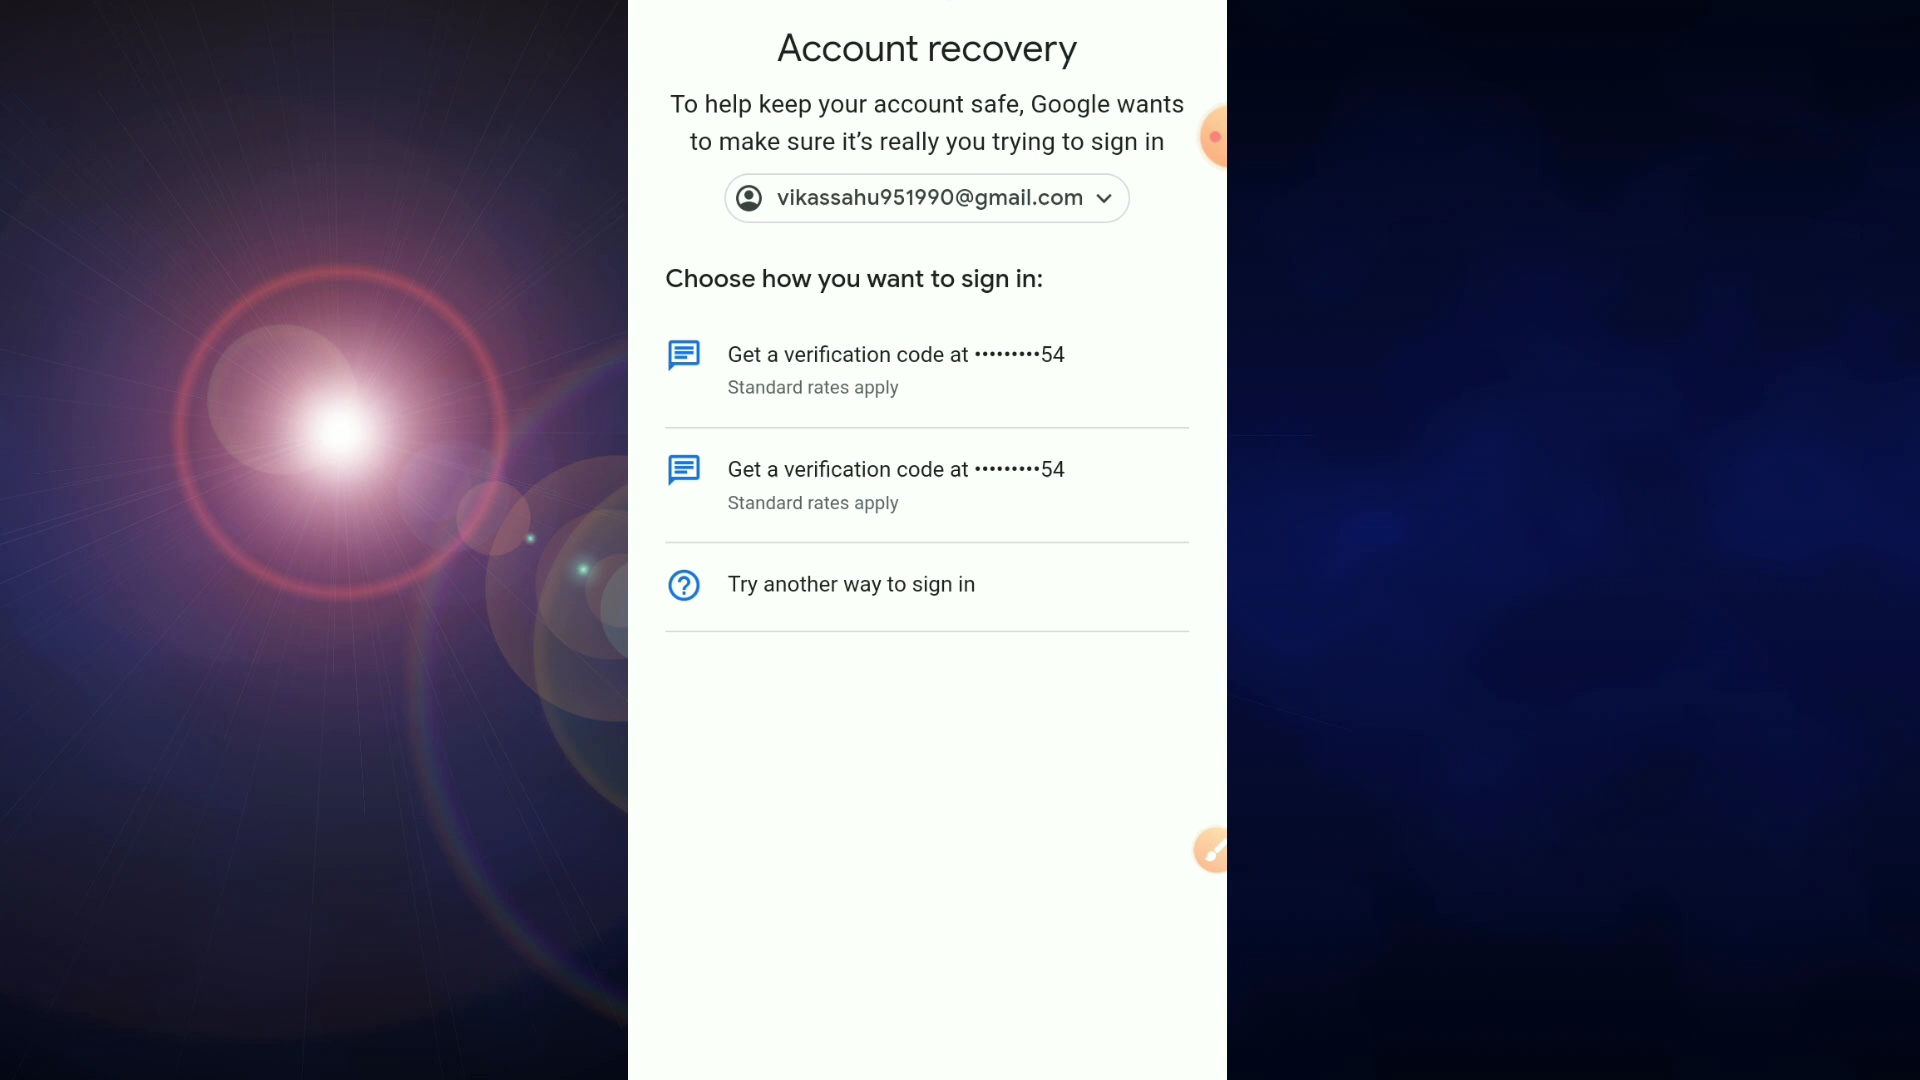 Account recovery
To help keep your account safe, Google wants
to make sure it’s really you trying to sign in
vikassahu951990@gmail.com
Choose how you want to sign in:
Get a verification code at •••••••••54
Standard rates apply
Get a verification code at •••••••••54
Standard rates apply
Try another way to sign in